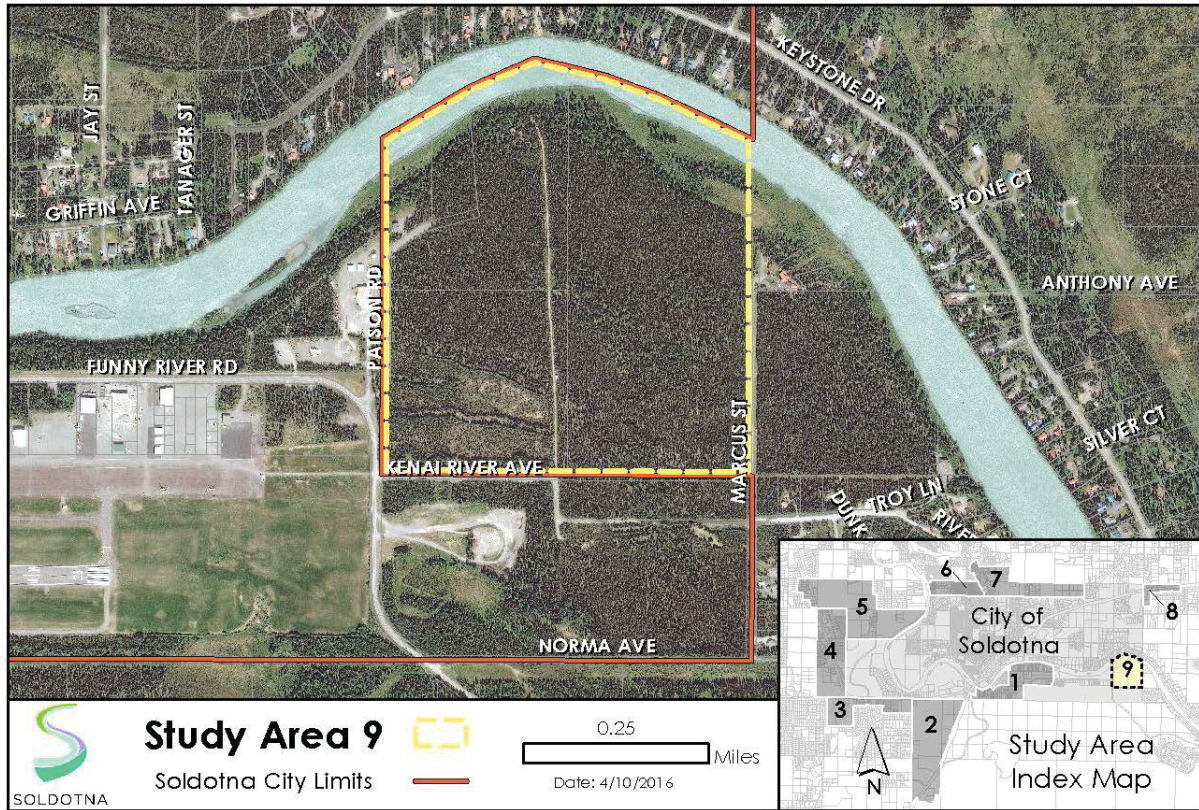 KEYSTONE DR
JAY ST
TANAGER ST
STONE CT
GRIFFIN AVE
ANTHONY AVE
PATSON RD
FUNNY RIVER RD
MARCUS ST
SILVER CT
KENAI RIVER AVE
TROY LN
DUNK
RIVE
NORMA AVE
Study Area 9
Soldotna City Limits
0.25
Miles
Date: 4/10/2016
SOLDOTNA
6
7
5
8
City of
Soldotna
4
9
1
3
2
N
Study Area
Index Map